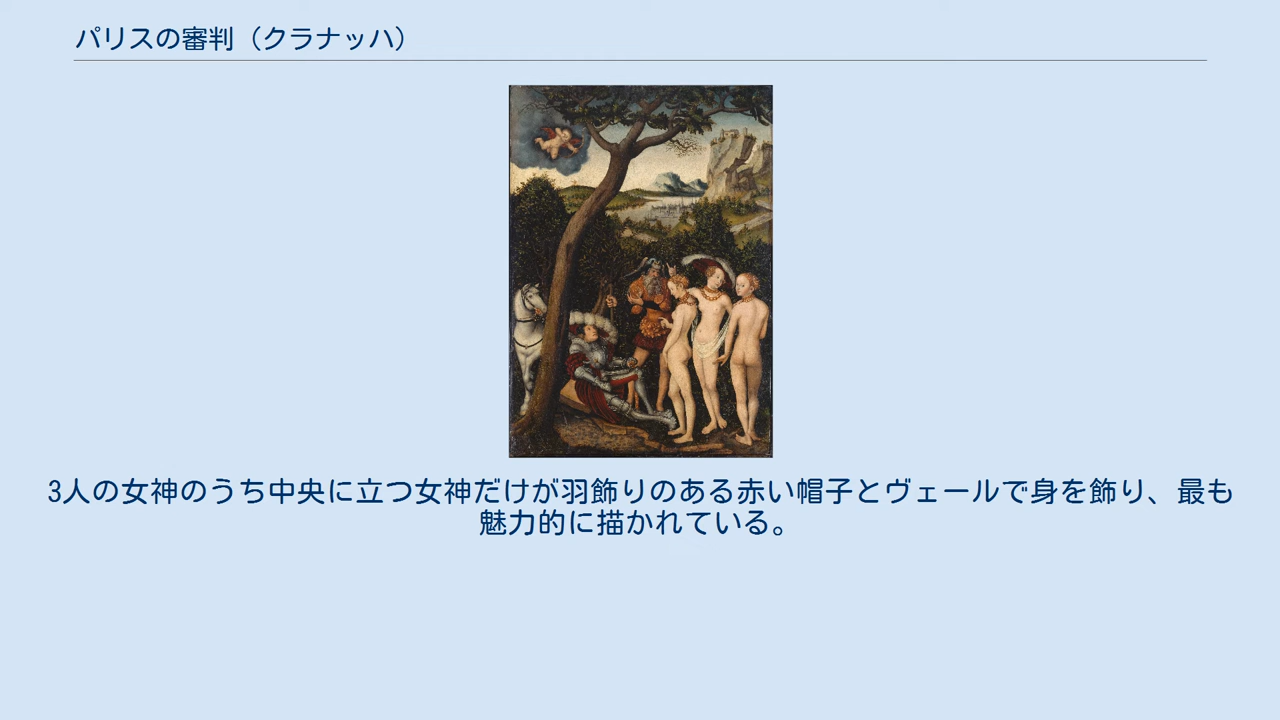 パリスの審判（クラナッハ）
3人の女神のうち中央に立つ女神だけが羽飾りのある赤い帽子とヴェールで身を飾り、最も
魅力的に描かれている。